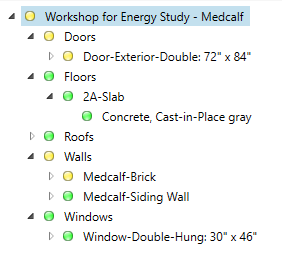 Workshop for Energy Study - Medcalf
Doors
Door-Exterior-Double: 72" x 84"
Floors
2A-Slab
Concrete, Cast-in-Place gray
Roofs
Walls
Medcalf-Brick
Medcalf-Siding Wall
Windows
Window-Double-Hung: 30" x 46"